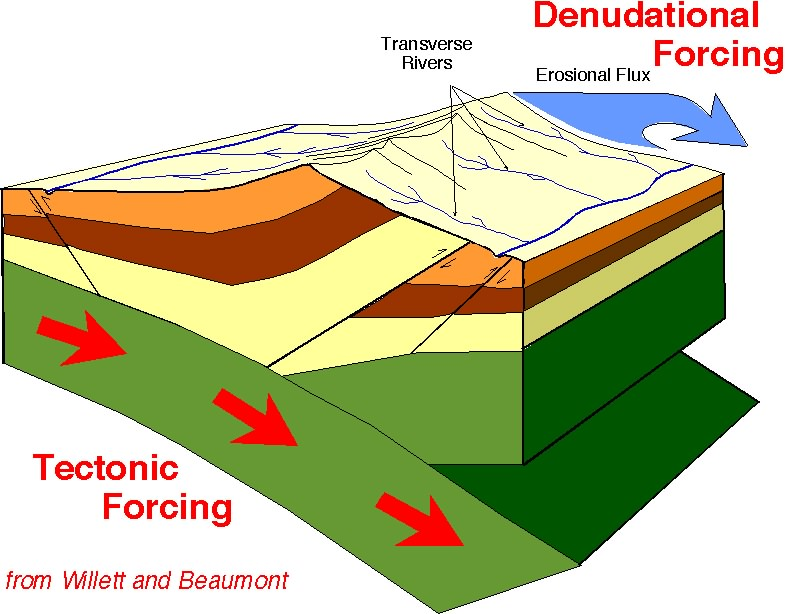 Denudational
Forcing
Transverse
Rivers
Erosional Flux
Tectonic
Forcing
from Willett and Beaumont